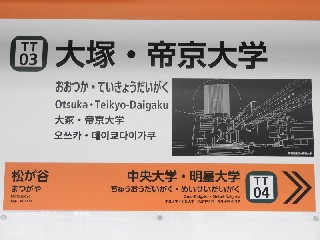 TT
03
大塚・帝京大学
おおつか・ていきょうだいがく
Otsuka・Teikyo-Daigaku
大冢・帝京大学
오쓰카・데이쿄다이가쿠
松が谷
まつがや
中央大学・明星大学
ちゅうおうだいがく・めいせいだいがく
TT
04